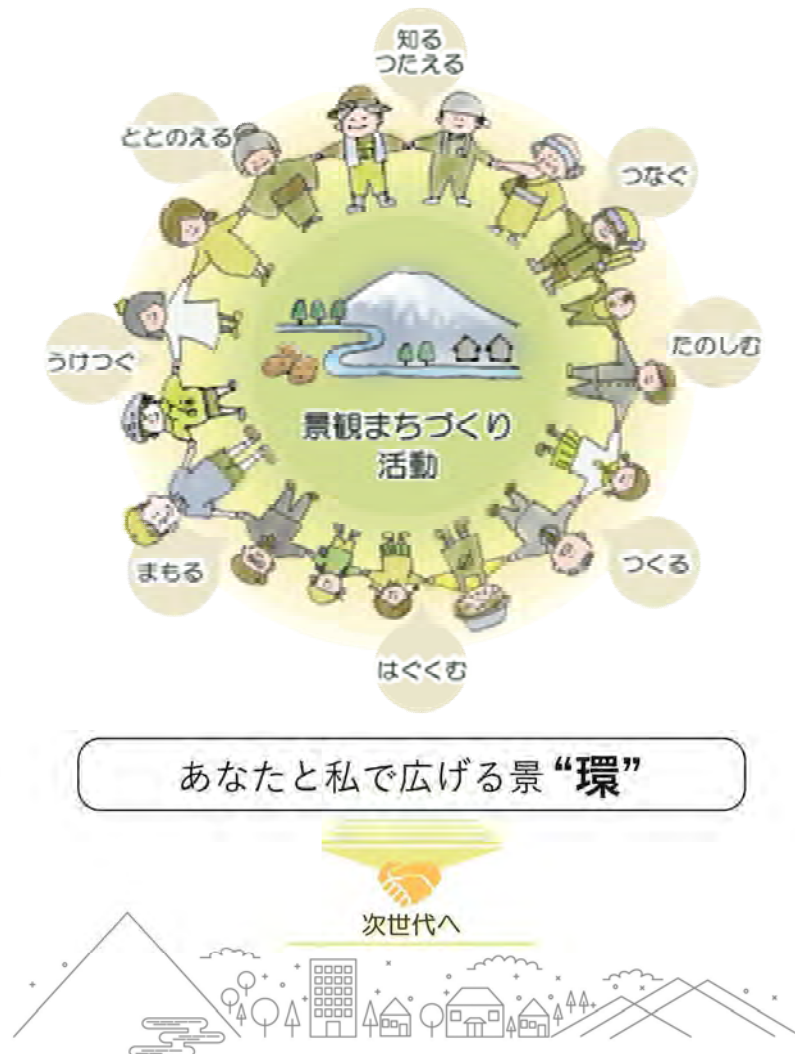 知る
つたえる
ととのえる
つなぐ
うけつぐ
たのしむ
景観まちづくり
活動
まもる
つくる
はぐくむ
あなたと私で広げる景“環”
次世代へ